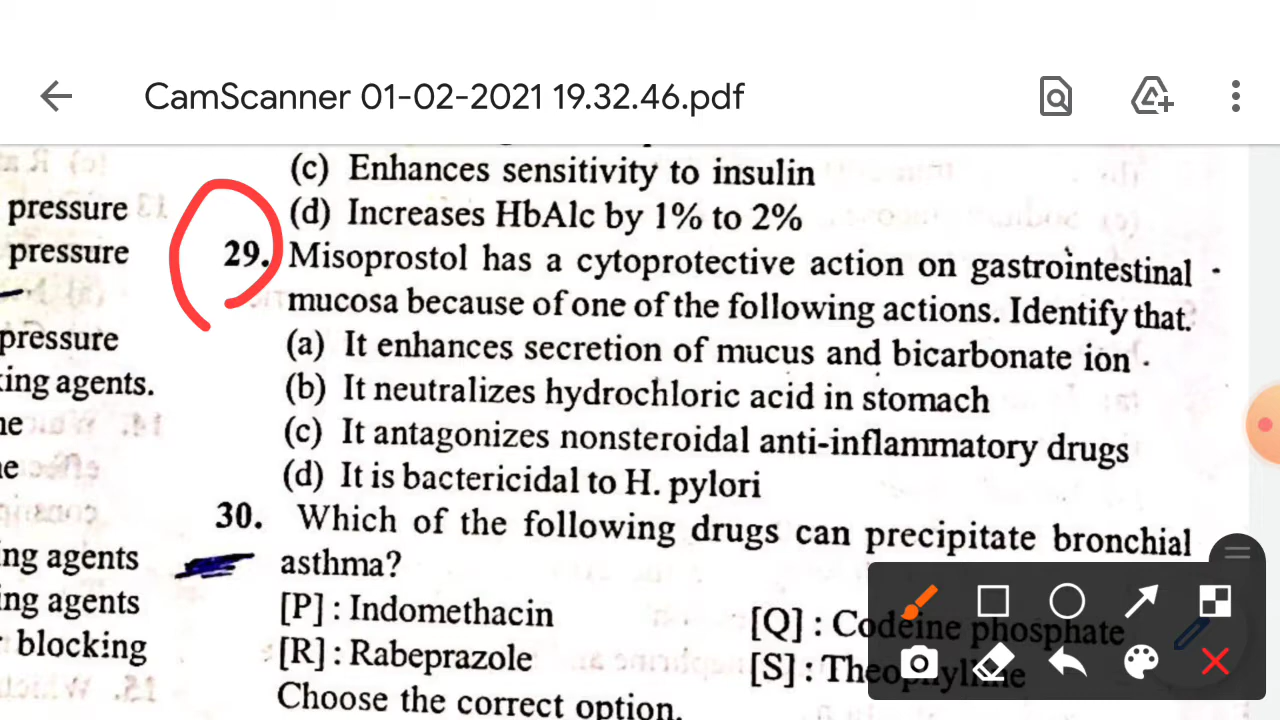 CamScanner 01-02-2021 19.32.46.pdf
(c) Enhances sensitivity to insulin
pressure
(d) Increases HbAlc by 1% to 2%
pressure
29. Misoprostol has a cytoprotective action on gastrointestinal
mucosa because of one of the following actions. Identify that.
pressure
(a) It enhances secretion of mucus and bicarbonate ion
ing agents.
(b) It neutralizes hydrochloric acid in stomach
(c) It antagonizes nonsteroidal anti-inflammatory drugs
(d) It is bactericidal to H. pylori
30. Which of the following drugs can precipitate bronchial
ng agents
asthma?
ing agents
[P] : Indomethacin
[Q] : Codeine phosphate
blocking
[R] : Rabeprazole
[S] : Theophylline
Choose the correct option.